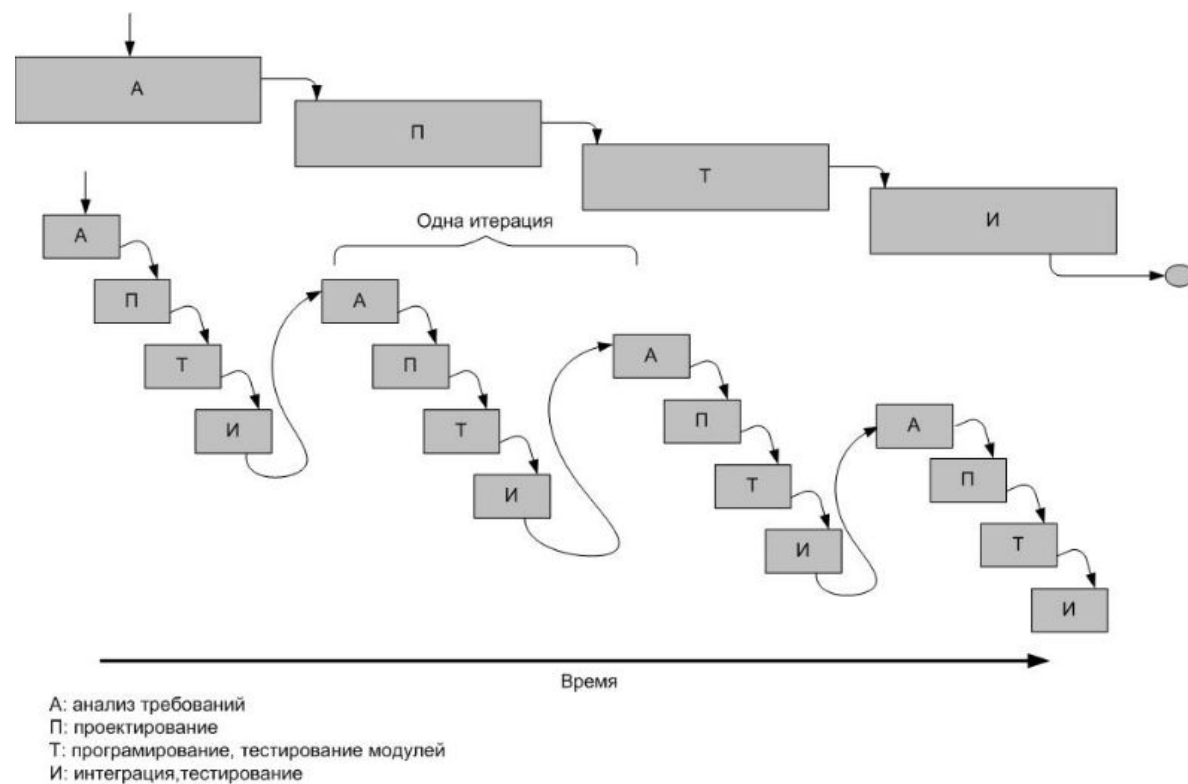 А
П
Т
И
Одна итерация
А
П
Т
И
А
П
Т
И
А
П
Т
И
А
П
Т
И
Время
А: анализ требований
П: проектирование
Т: програмирование, тестирование модулей
И: интеграция,тестирование